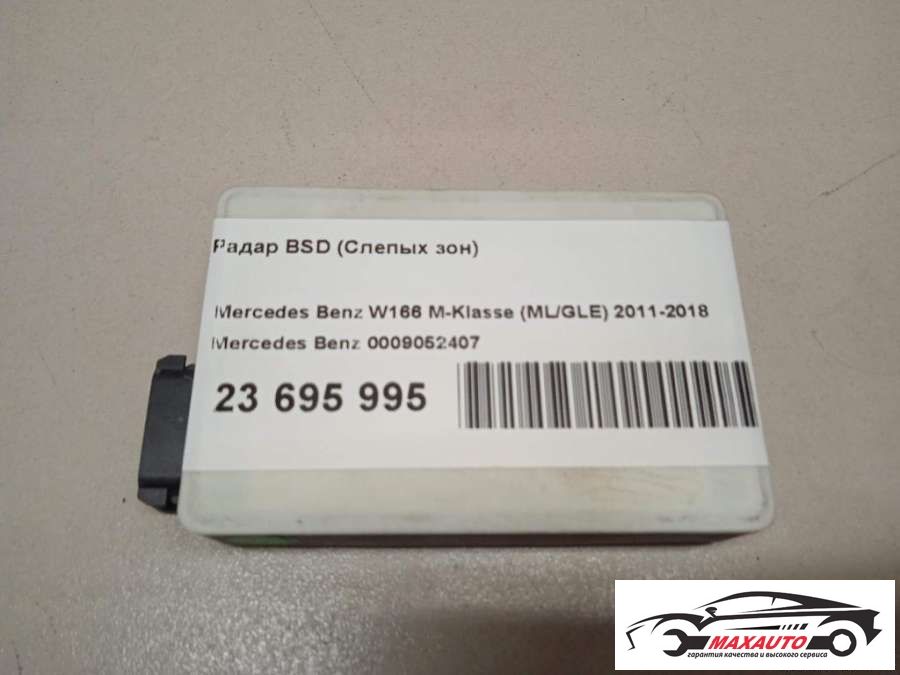 Радар BSD (Слепых зон)
Mercedes Benz W166 M-Klasse (ML/GLE) 2011-2018
Mercedes Benz 0009052407
23 695 995
MAXAUTO
гарантия качества и высокого сервиса